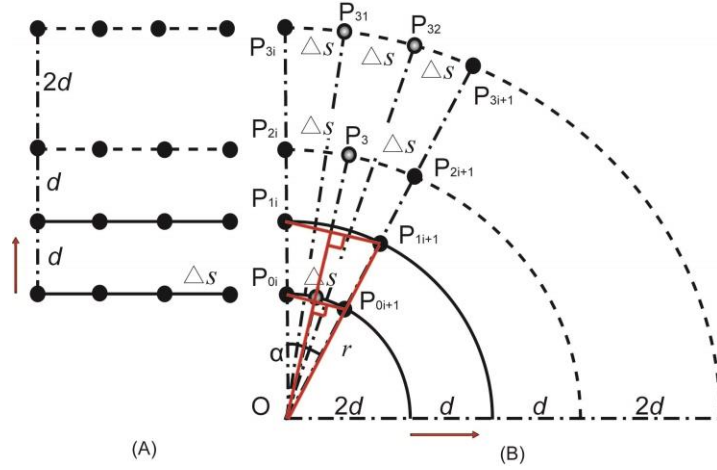 P₃₁
P₃₂
P₃ᵢ
△s
△s
△s
P₃ᵢ₊₁
2d
△s
P₂ᵢ
P₃
△s
P₂ᵢ₊₁
d
P₁ᵢ
P₁ᵢ₊₁
d
P₀ᵢ
△s
△s
P₀ᵢ₊₁
α
r
O
2d
d
d
2d
(A)
(B)